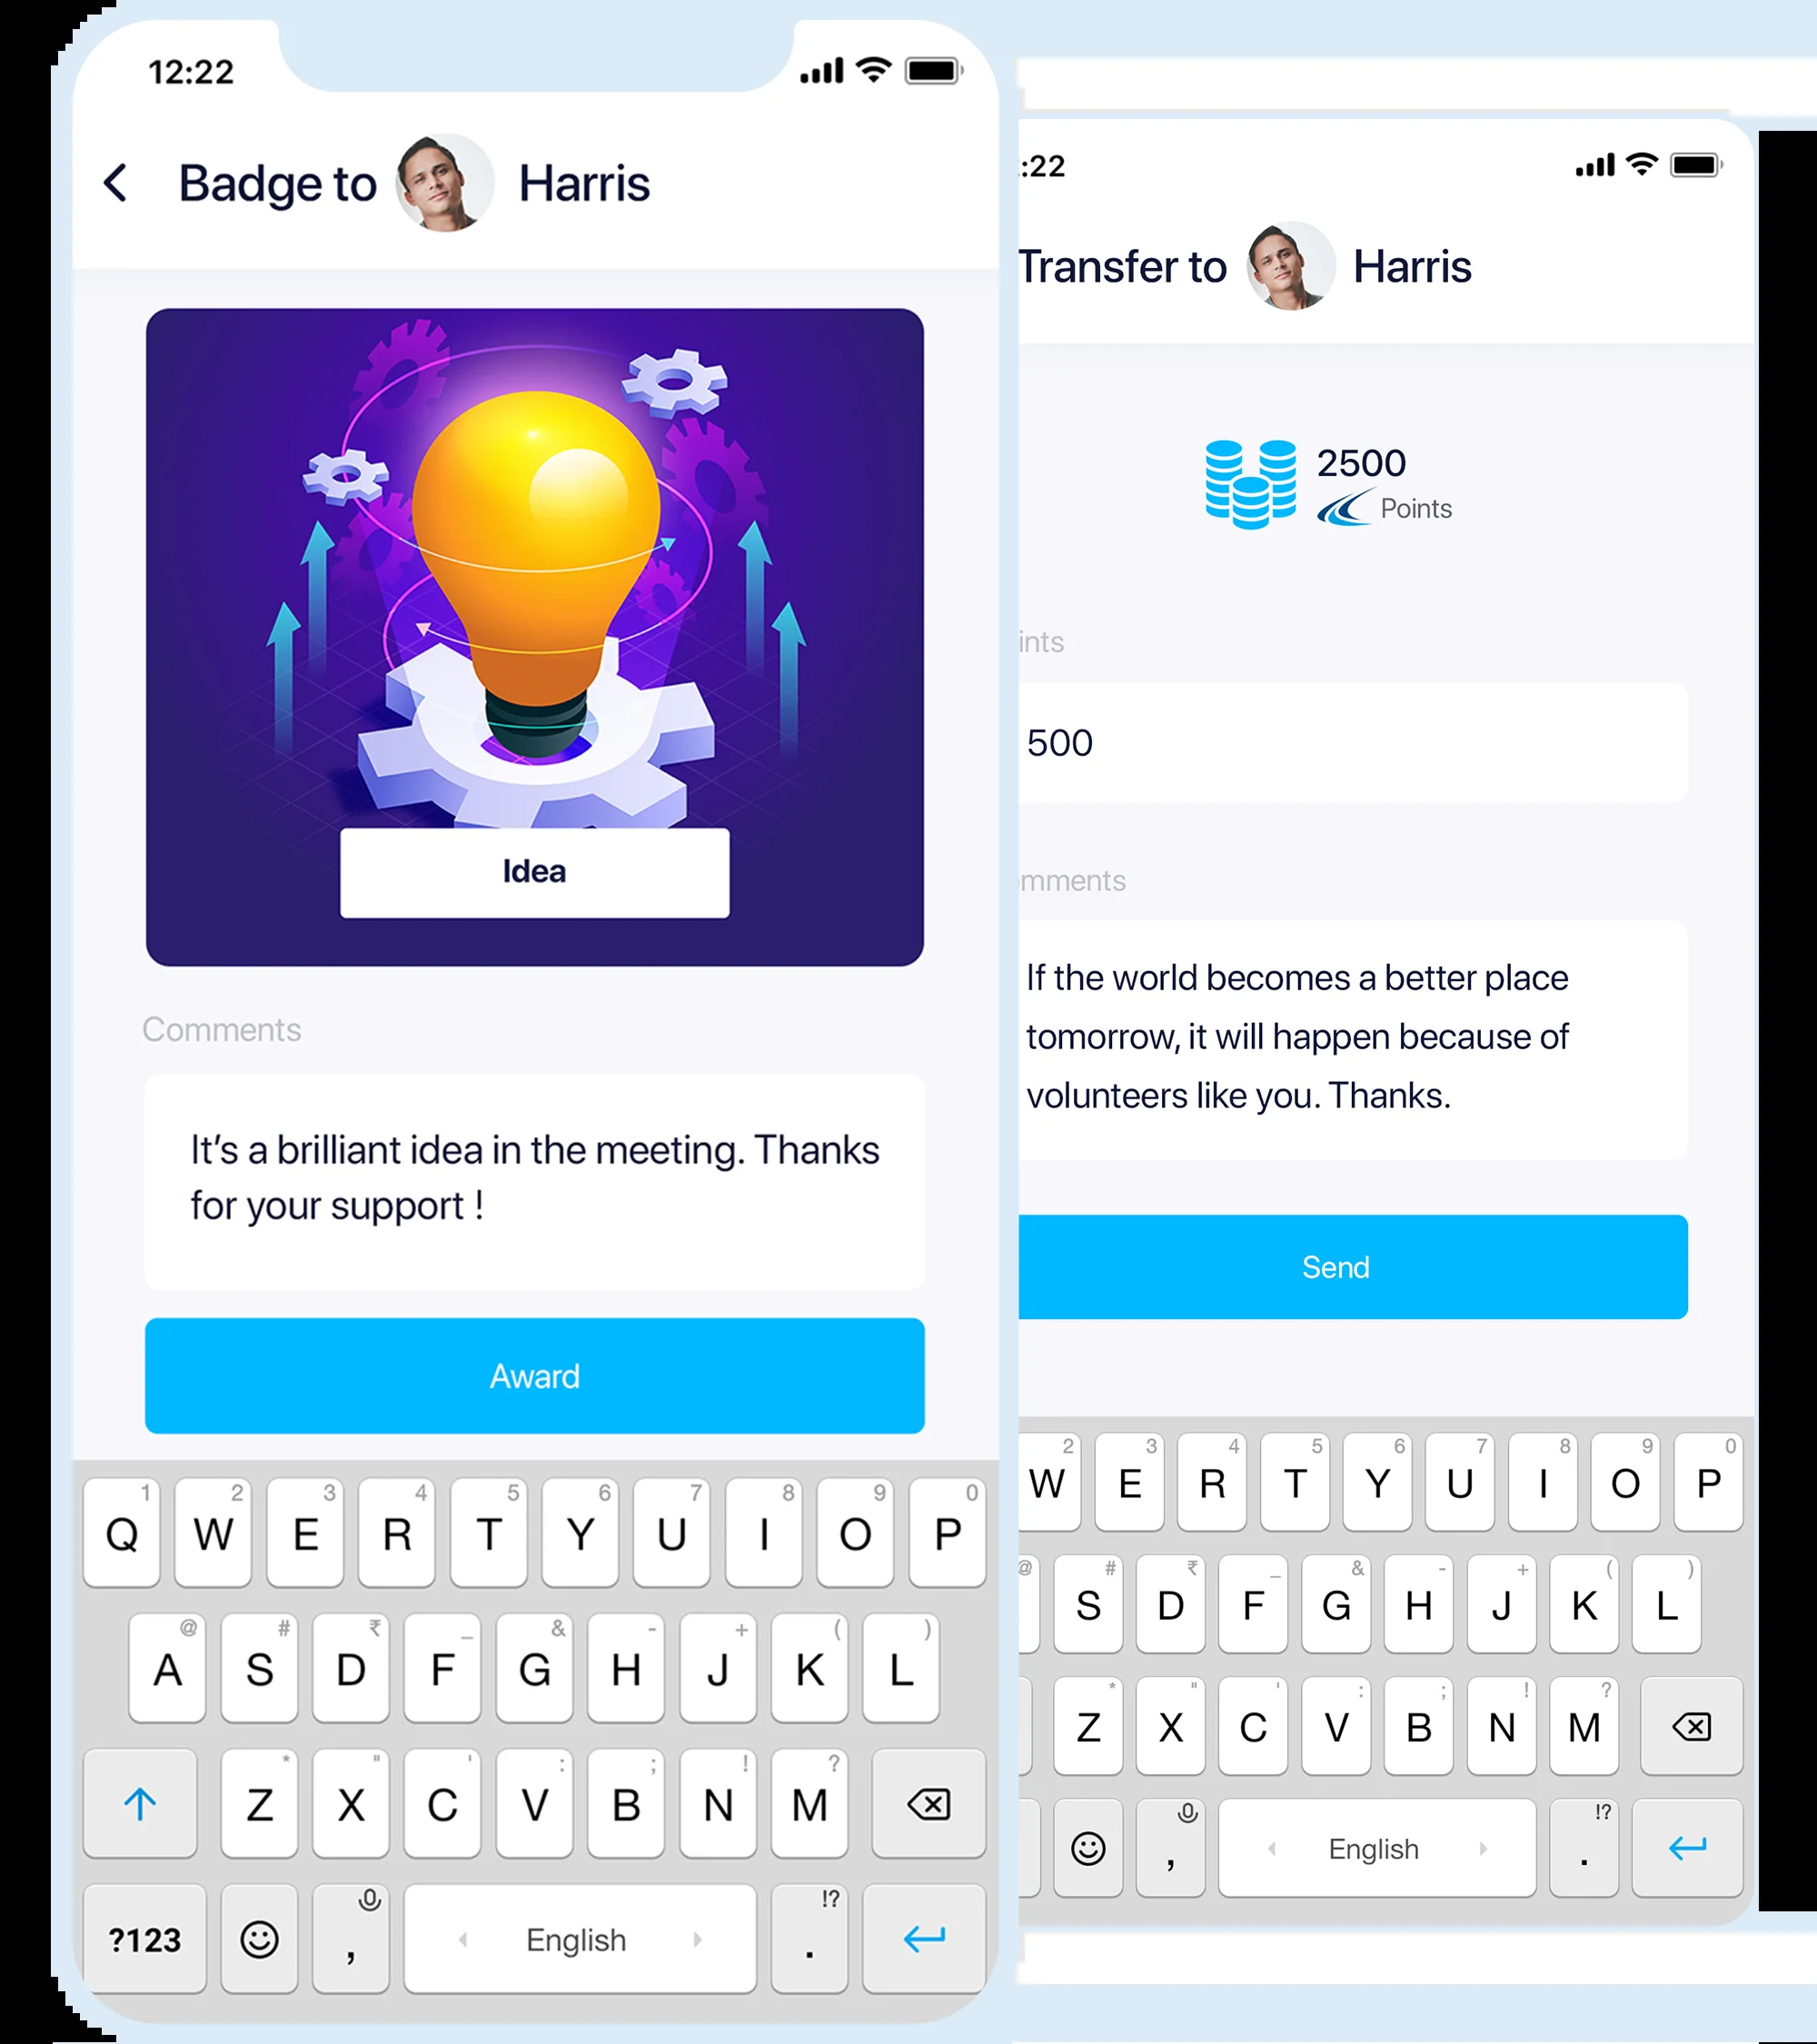 12:22
Badge to Harris
Idea
Comments
It’s a brilliant idea in the meeting. Thanks
for your support !
Award
1 2 3 4 5 6 7 8 9 0
Q W E R T Y U I O P
@ # ₹ _ & - + ( )
A S D F G H J K L
* " ' : ; ! ?
Z X C V B N M
!?
?123 , English .
:22
Transfer to Harris
2500
Points
ints
500
mments
If the world becomes a better place
tomorrow, it will happen because of
volunteers like you. Thanks.
Send
2 3 4 5 6 7 8 9 0
W E R T Y U I O P
@ # ₹ _ & - + ( )
S D F G H J K L
* " ' : ; ! ?
Z X C V B N M
!?
, English .